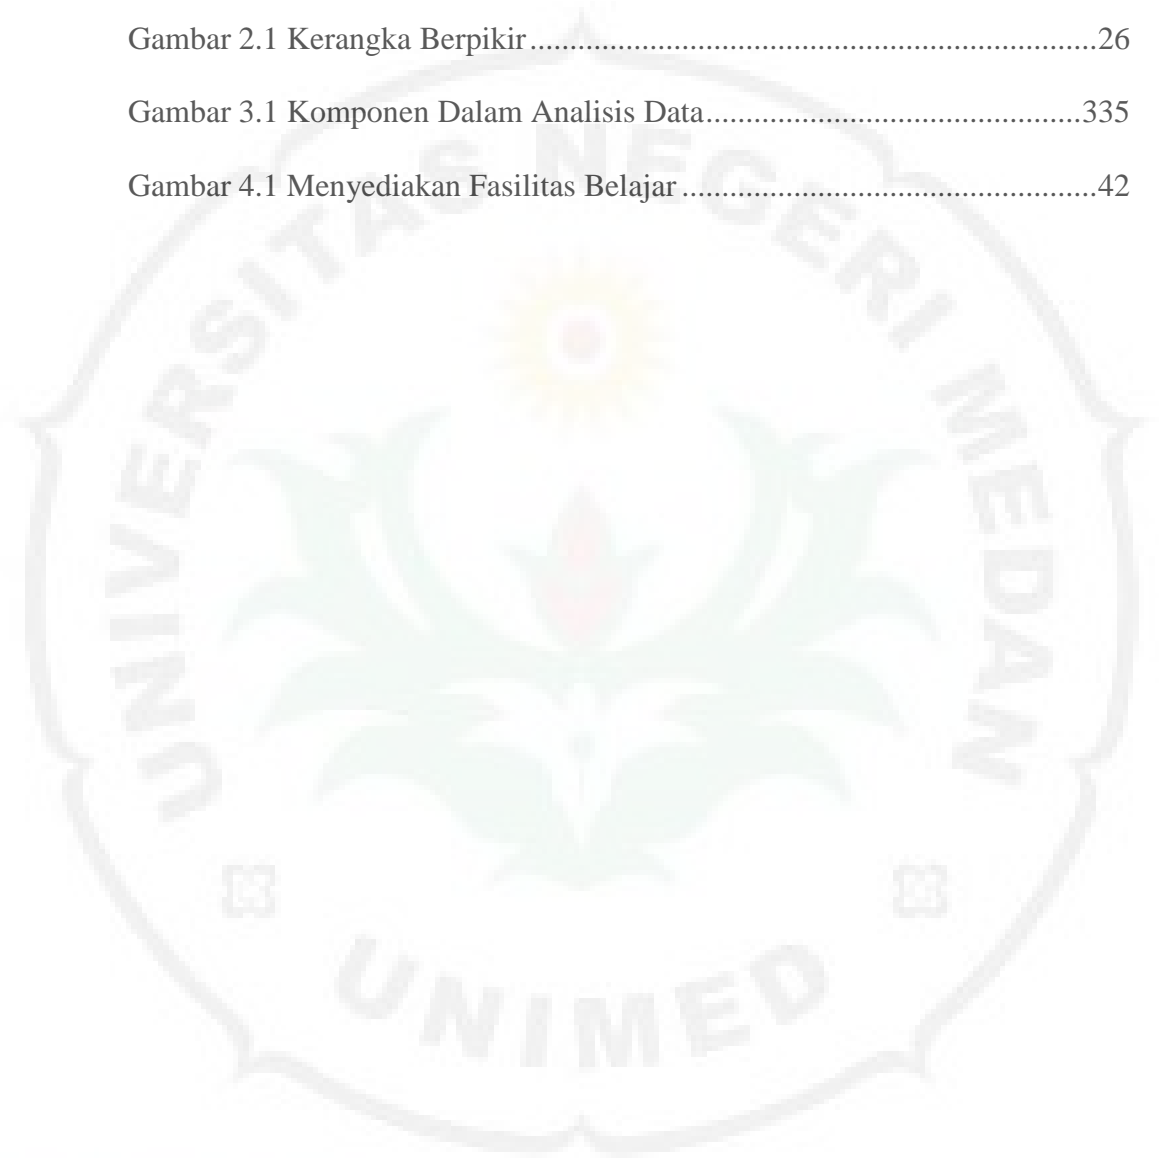 Gambar 2.1 Kerangka Berpikir......................................................................26
Gambar 3.1 Komponen Dalam Analisis Data..............................................335
Gambar 4.1 Menyediakan Fasilitas Belajar...................................................42
UNIVERSITAS NEGERI MEDAN
UNIMED